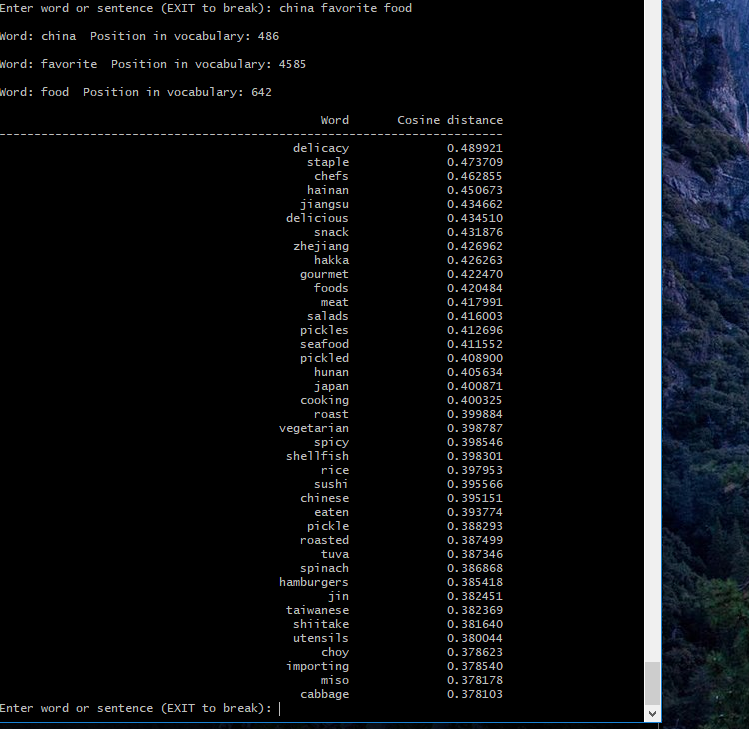 Enter word or sentence (EXIT to break): china favorite food
Word: china Position in vocabulary: 486
Word: favorite Position in vocabulary: 4585
Word: food Position in vocabulary: 642
Word Cosine distance
------------------------------------------------------------------------
delicacy 0.489921
staple 0.473709
chefs 0.462855
hainan 0.450673
jiangsu 0.434662
delicious 0.434510
snack 0.431876
zhejiang 0.426962
hakka 0.426263
gourmet 0.422470
foods 0.420484
meat 0.417991
salads 0.416003
pickles 0.412696
seafood 0.411552
pickled 0.408900
hunan 0.405634
japan 0.400871
cooking 0.400325
roast 0.399884
vegetarian 0.398787
spicy 0.398546
shellfish 0.398301
rice 0.397953
sushi 0.395566
chinese 0.395151
eaten 0.393774
pickle 0.388293
roasted 0.387499
tuva 0.387346
spinach 0.386868
hamburgers 0.385418
jin 0.382451
taiwanese 0.382369
shiitake 0.381640
utensils 0.380044
choy 0.378623
importing 0.378540
miso 0.378178
cabbage 0.378103
Enter word or sentence (EXIT to break):